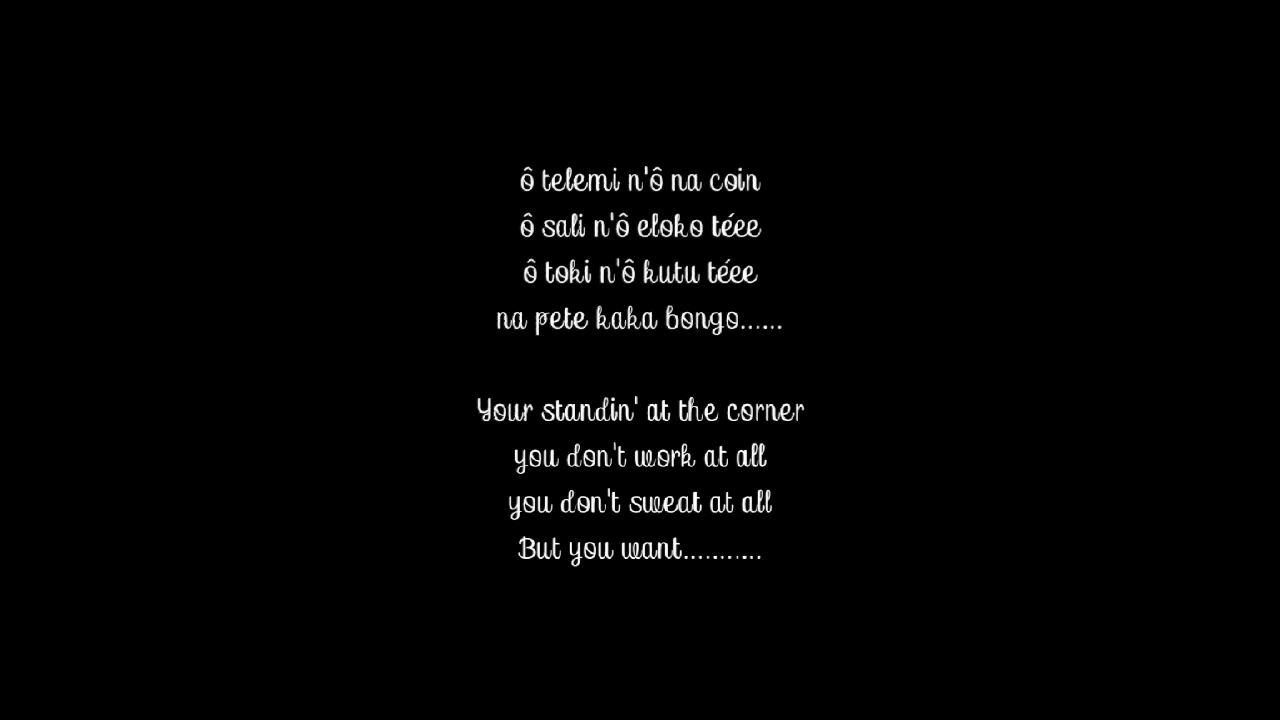 ô telemi n'ô na coin
ô sali n'ô eloko téee
ô toki n'ô kutu téee
na pete kaka bongo......
Your standin' at the corner
you don't work at all
you don't sweat at all
But you want...........